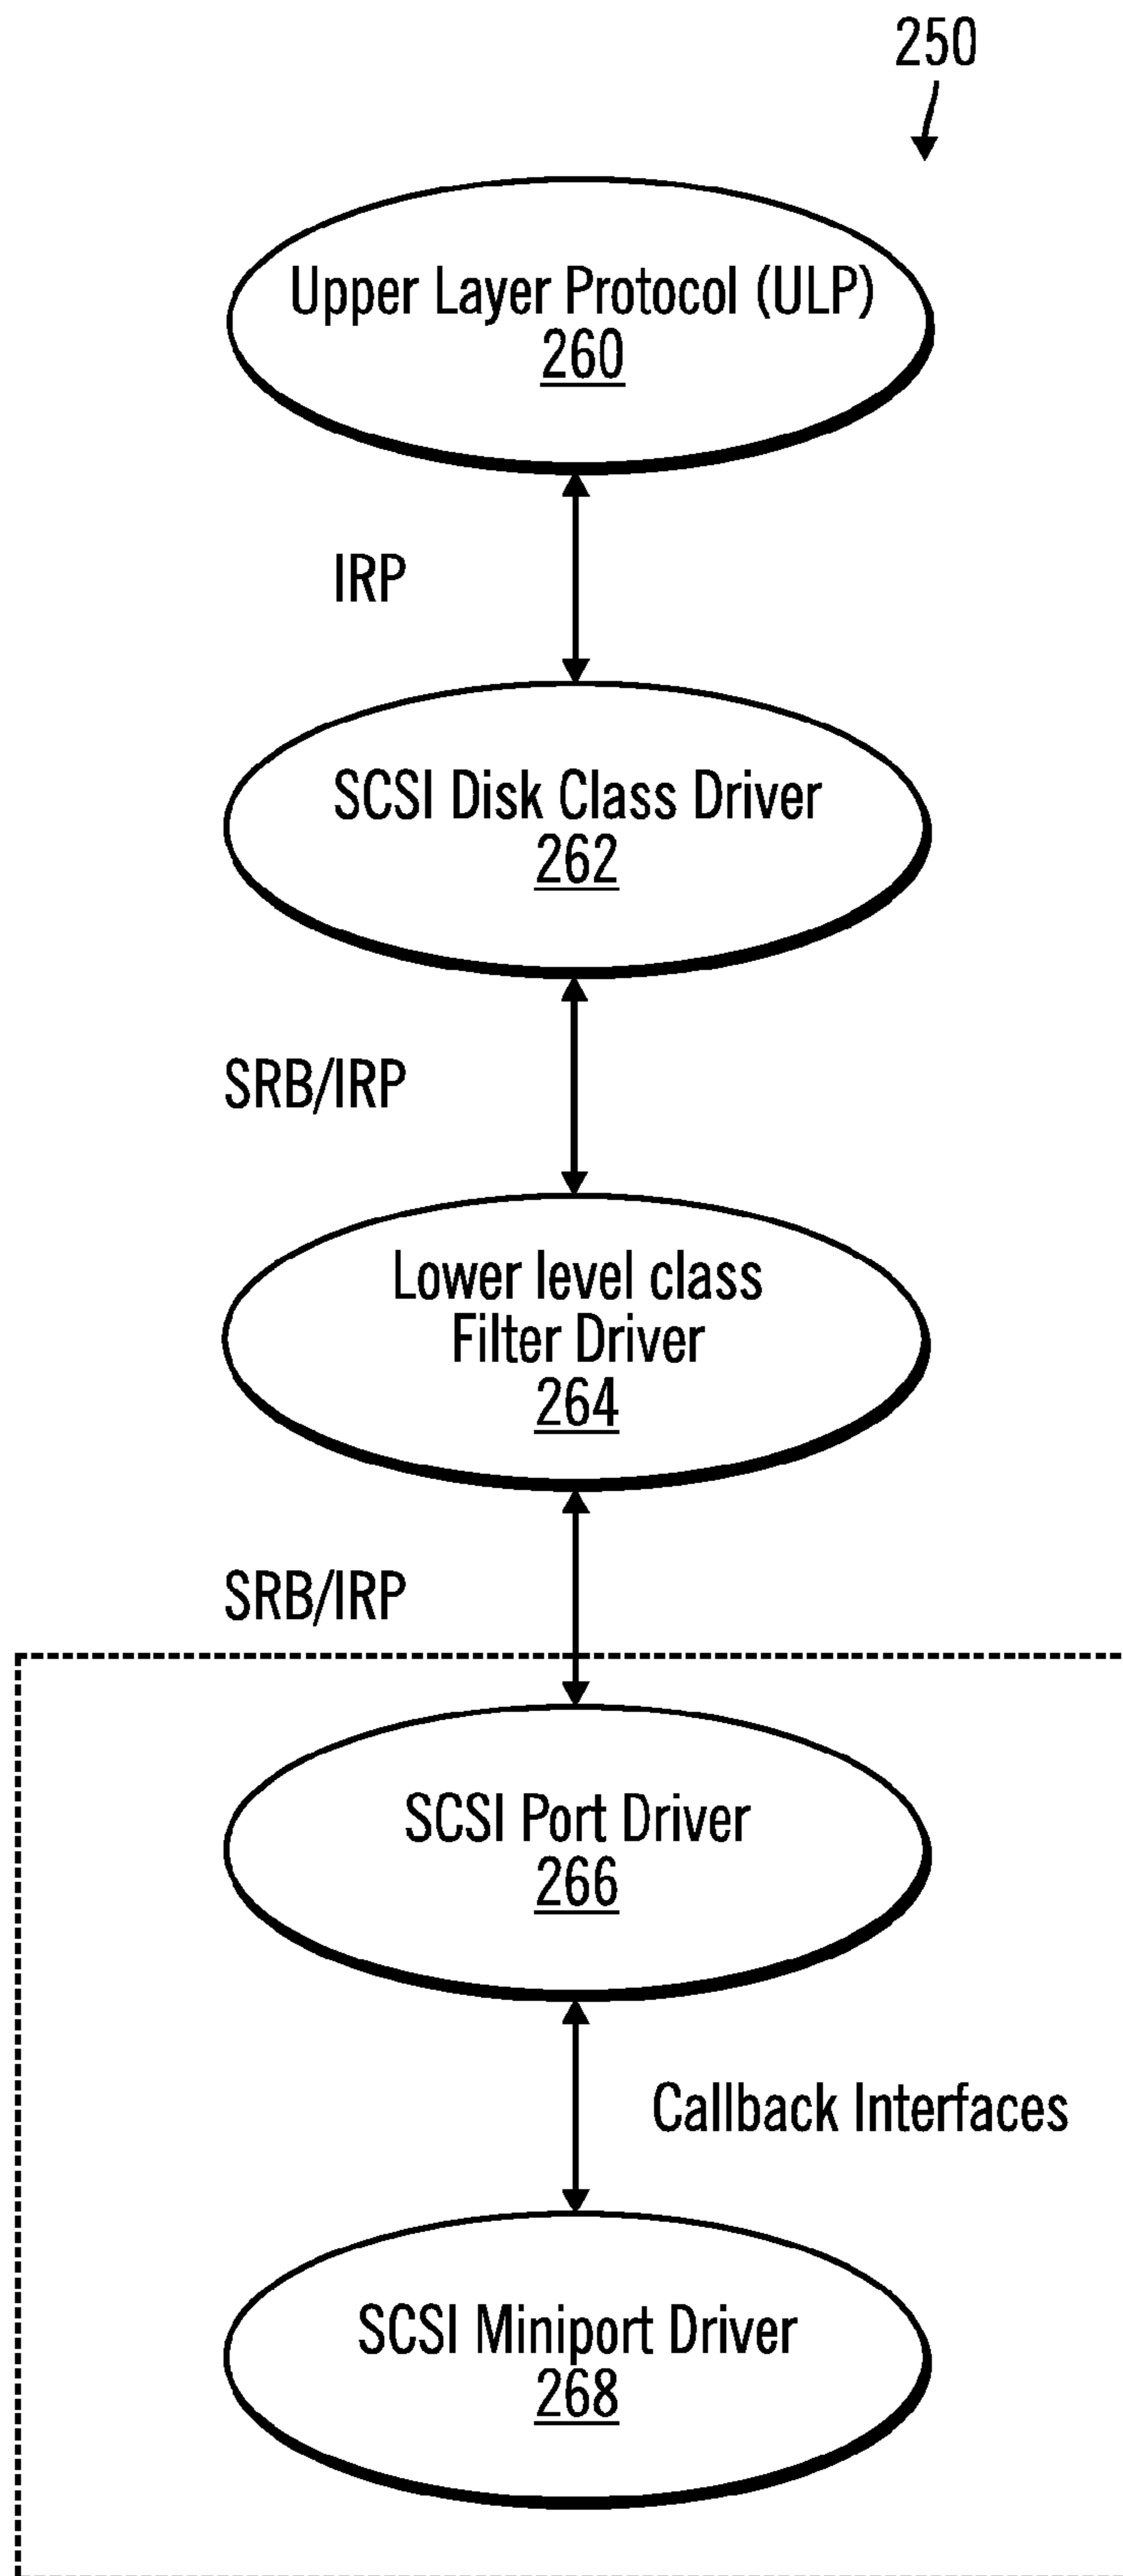 250
Upper Layer Protocol (ULP)
260
IRP
SCSI Disk Class Driver
262
SRB/IRP
Lower level class
Filter Driver
264
SRB/IRP
SCSI Port Driver
266
Callback Interfaces
SCSI Miniport Driver
268